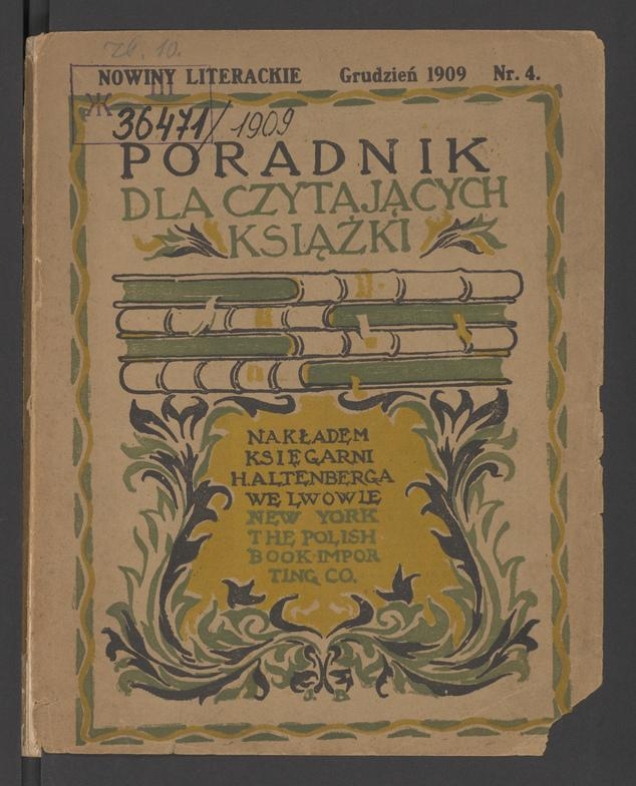 Zb. 10.
NOWINY LITERACKIE Grudzień 1909 Nr. 4.
III
Ж 36471/1909
PORADNIK
DLA CZYTAJĄCYCH
KSIĄŻKI
NAKŁADEM
KSIĘGARNI
H.ALTENBERGA
WE LWOWIE
NEW YORK
THE POLISH
BOOK-IMPOR
TING CO.